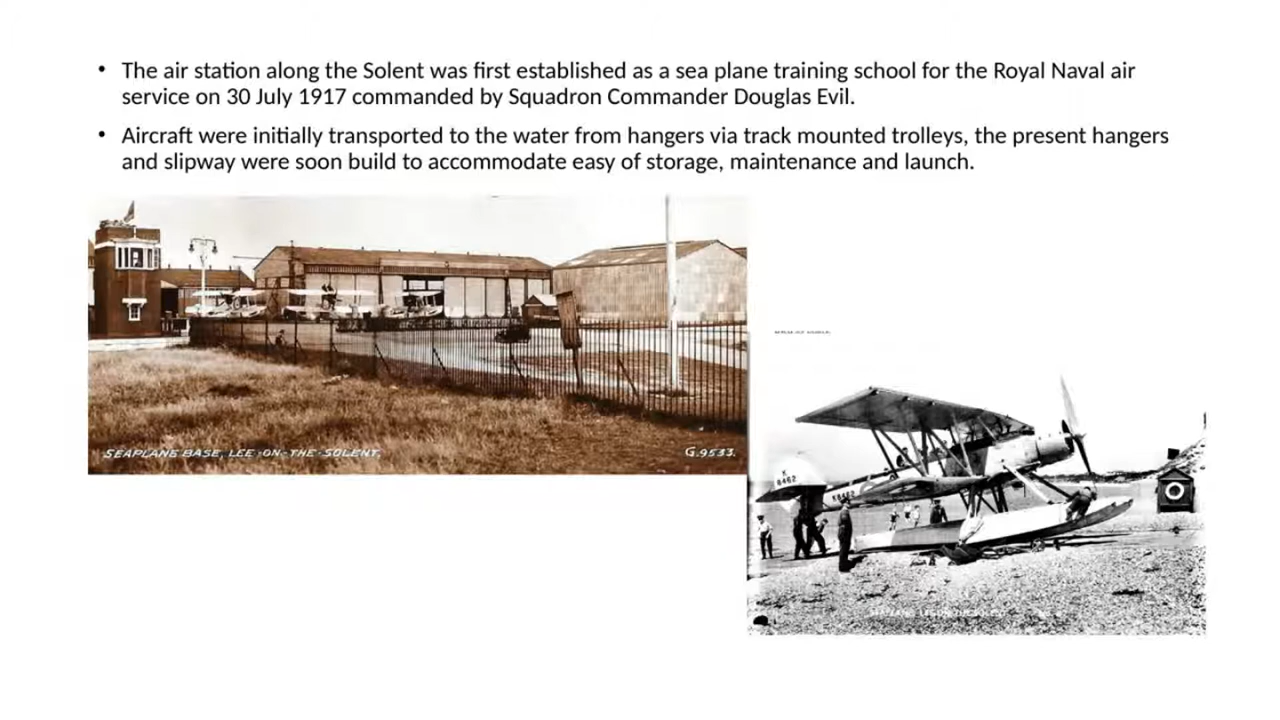 • The air station along the Solent was first established as a sea plane training school for the Royal Naval air
service on 30 July 1917 commanded by Squadron Commander Douglas Evil.
• Aircraft were initially transported to the water from hangers via track mounted trolleys, the present hangers
and slipway were soon build to accommodate easy of storage, maintenance and launch.
SEAPLANE BASE, LEE-ON-THE-SOLENT.
G.9533.
K
8462
K8462